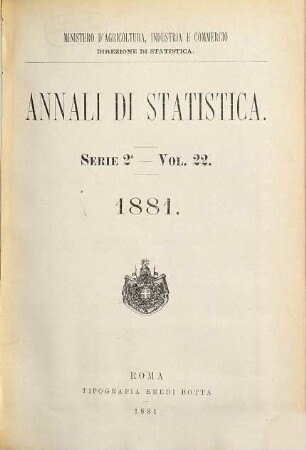 MINISTERO D'AGRICOLTURA, INDUSTRIA E COMMERCIO
DIREZIONE DI STATISTICA.
ANNALI DI STATISTICA.
SERIE 2ª — VOL. 22.
1881.
ROMA
TIPOGRAFIA EREDI BOTTA
1881